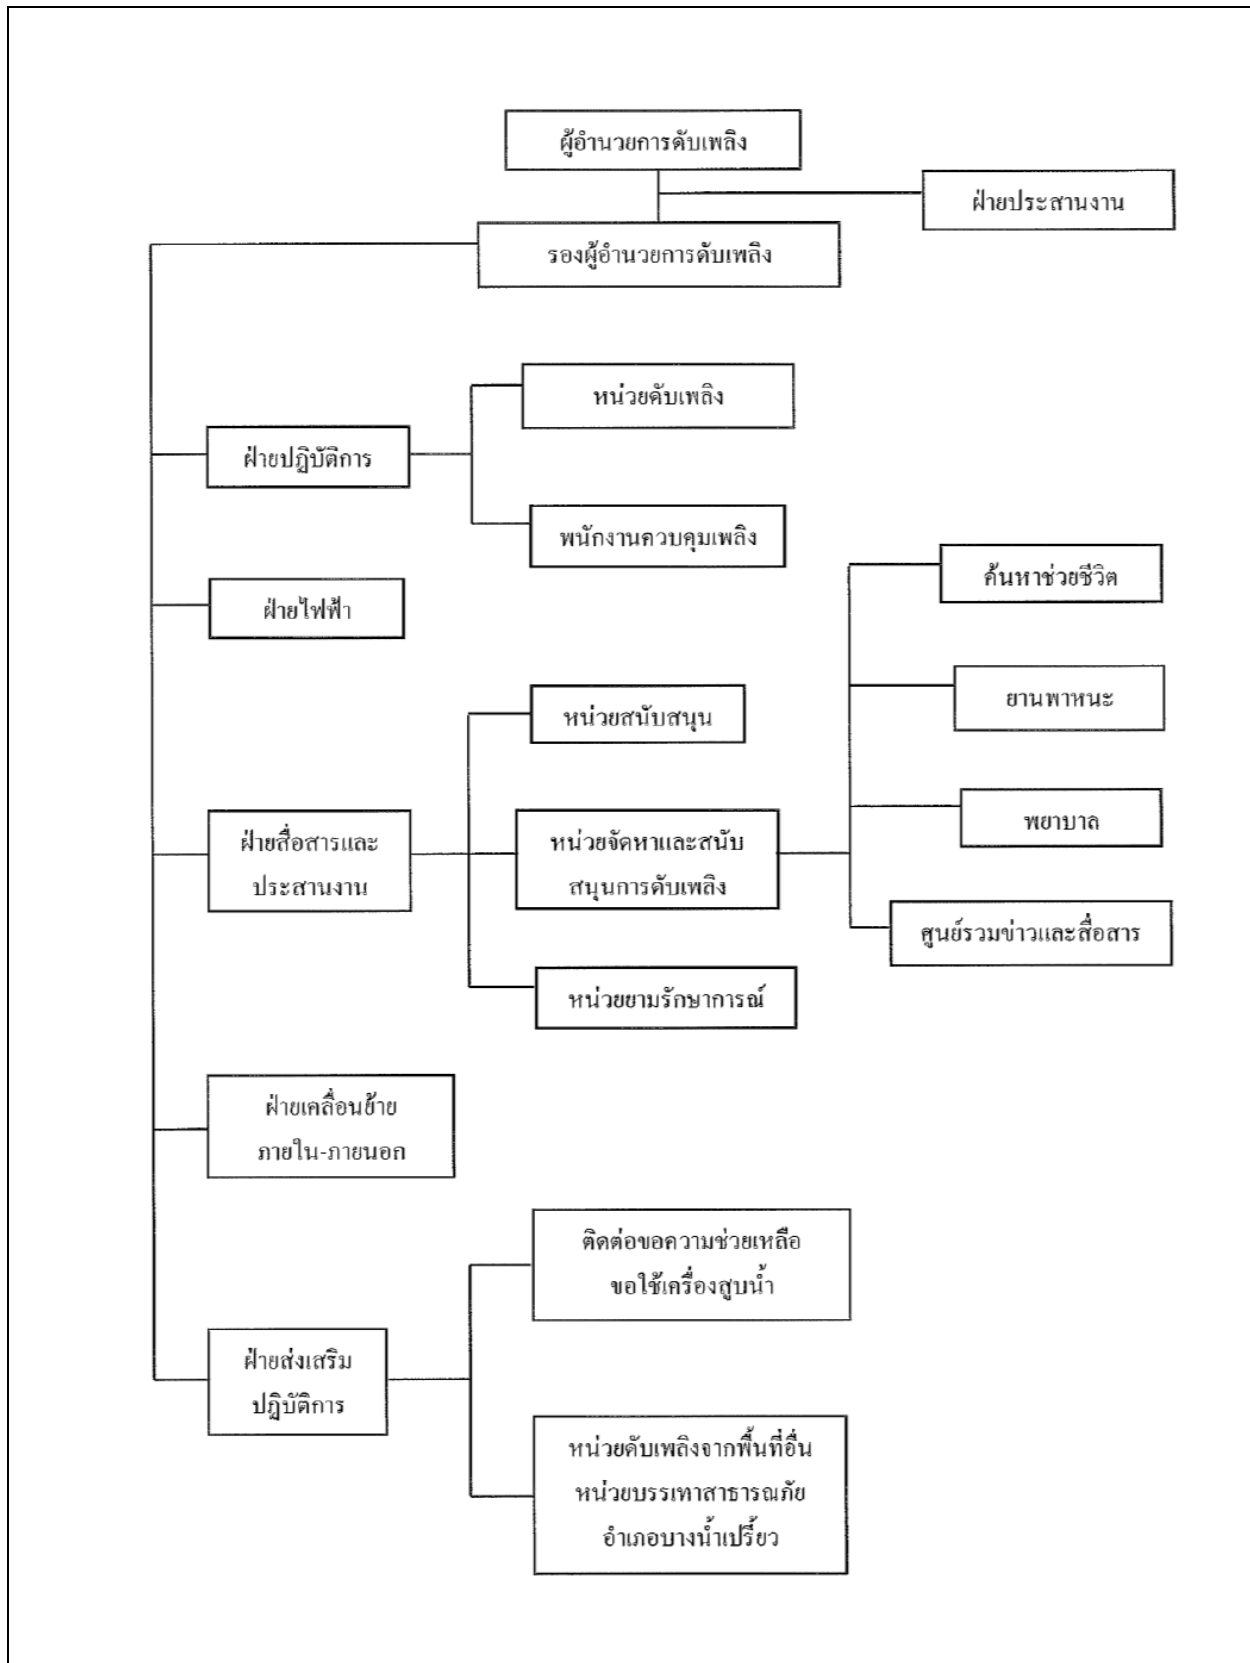 ผู้อำนวยการดับเพลิง
ฝ่ายประสานงาน
รองผู้อำนวยการดับเพลิง
หน่วยดับเพลิง
ฝ่ายปฏิบัติการ
พนักงานควบคุมเพลิง
ค้นหาช่วยชีวิต
ฝ่ายไฟฟ้า
ยานพาหนะ
หน่วยสนับสนุน
พยาบาล
ฝ่ายสื่อสารและ
ประสานงาน
หน่วยจัดหาและสนับ
สนุนการดับเพลิง
ศูนย์รวมข่าวและสื่อสาร
หน่วยยามรักษาการณ์
ฝ่ายเคลื่อนย้าย
ภายใน-ภายนอก
ติดต่อขอความช่วยเหลือ
ขอใช้เครื่องสูบน้ำ
ฝ่ายส่งเสริม
ปฏิบัติการ
หน่วยดับเพลิงจากพื้นที่อื่น
หน่วยบรรเทาสาธารณภัย
อำเภอบางน้ำเปรี้ยว